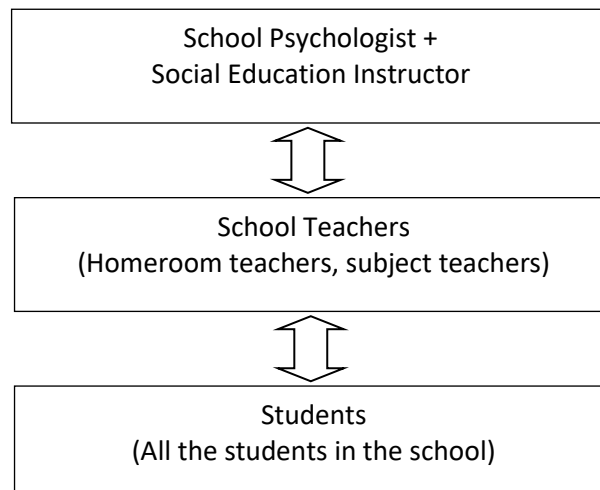 School Psychologist +
Social Education Instructor
School Teachers
(Homeroom teachers, subject teachers)
Students
(All the students in the school)